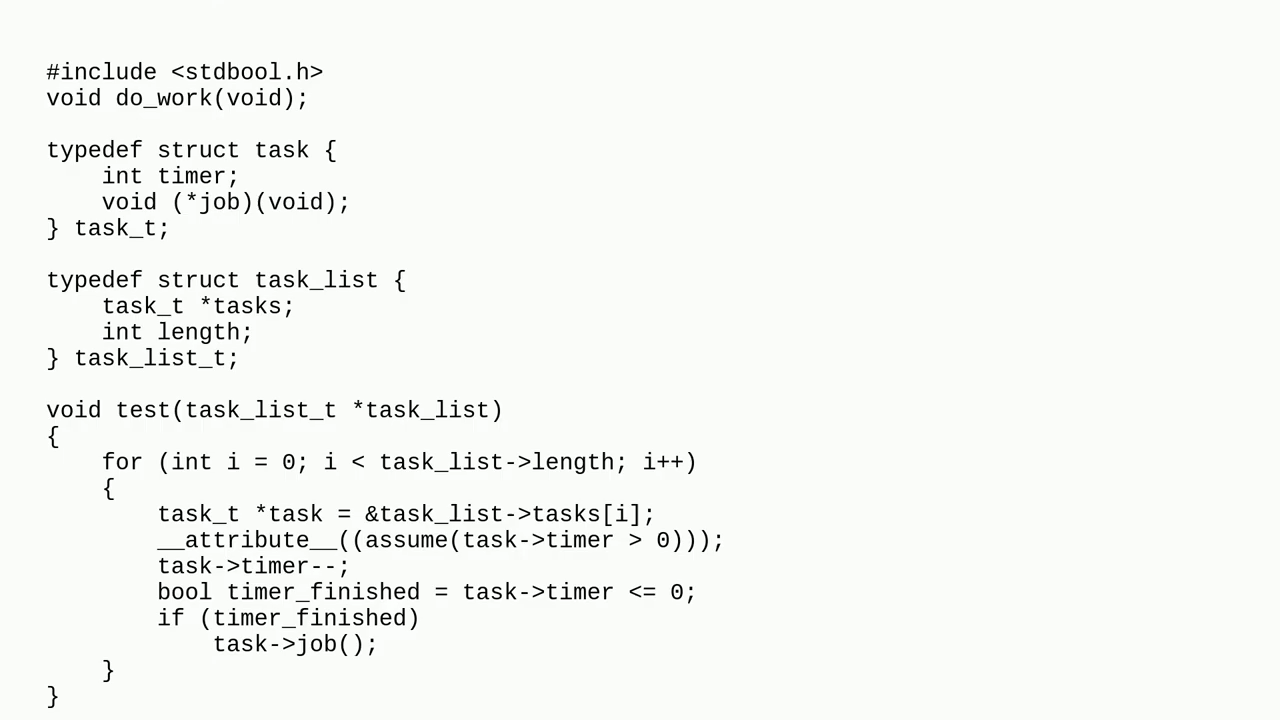 #include <stdbool.h>
void do_work(void);

typedef struct task {
    int timer;
    void (*job)(void);
} task_t;

typedef struct task_list {
    task_t *tasks;
    int length;
} task_list_t;

void test(task_list_t *task_list)
{
    for (int i = 0; i < task_list->length; i++)
    {
        task_t *task = &task_list->tasks[i];
        __attribute__((assume(task->timer > 0)));
        task->timer--;
        bool timer_finished = task->timer <= 0;
        if (timer_finished)
            task->job();
    }
}